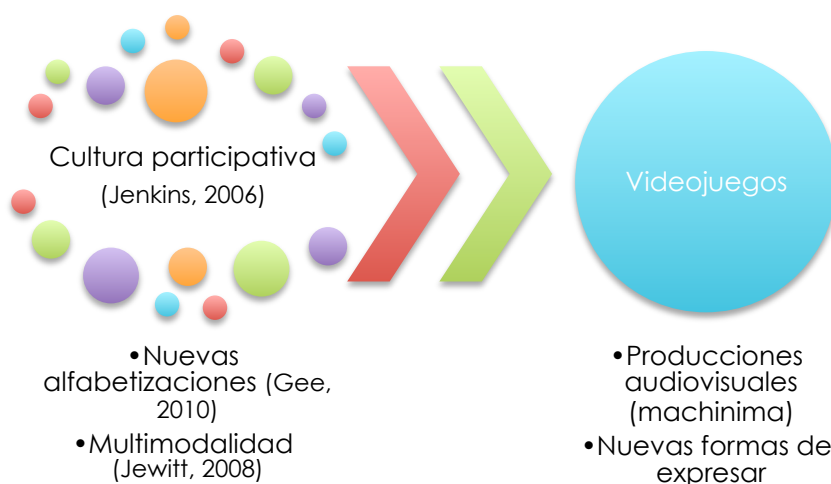 Cultura participativa
(Jenkins, 2006)
•Nuevas
alfabetizaciones (Gee,
2010)
•Multimodalidad
(Jewitt, 2008)
Videojuegos
•Producciones
audiovisuales
(machinima)
•Nuevas formas de
expresar